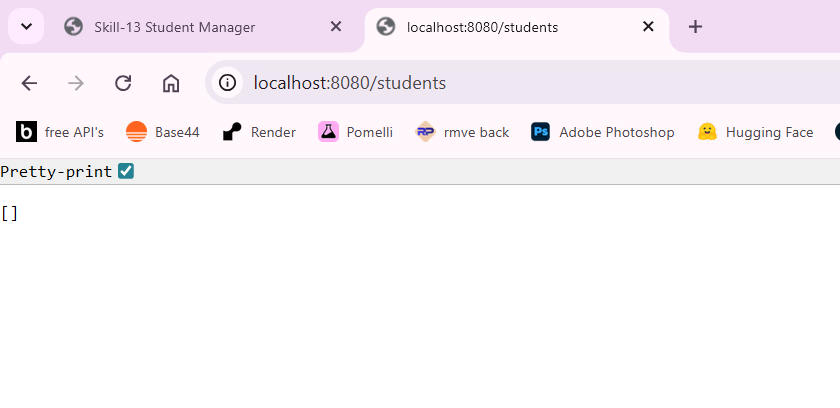 Skill-13 Student Manager
localhost:8080/students
localhost:8080/students
free API's Base44 Render Pomelli rmve back Adobe Photoshop Hugging Face
Pretty-print
[]